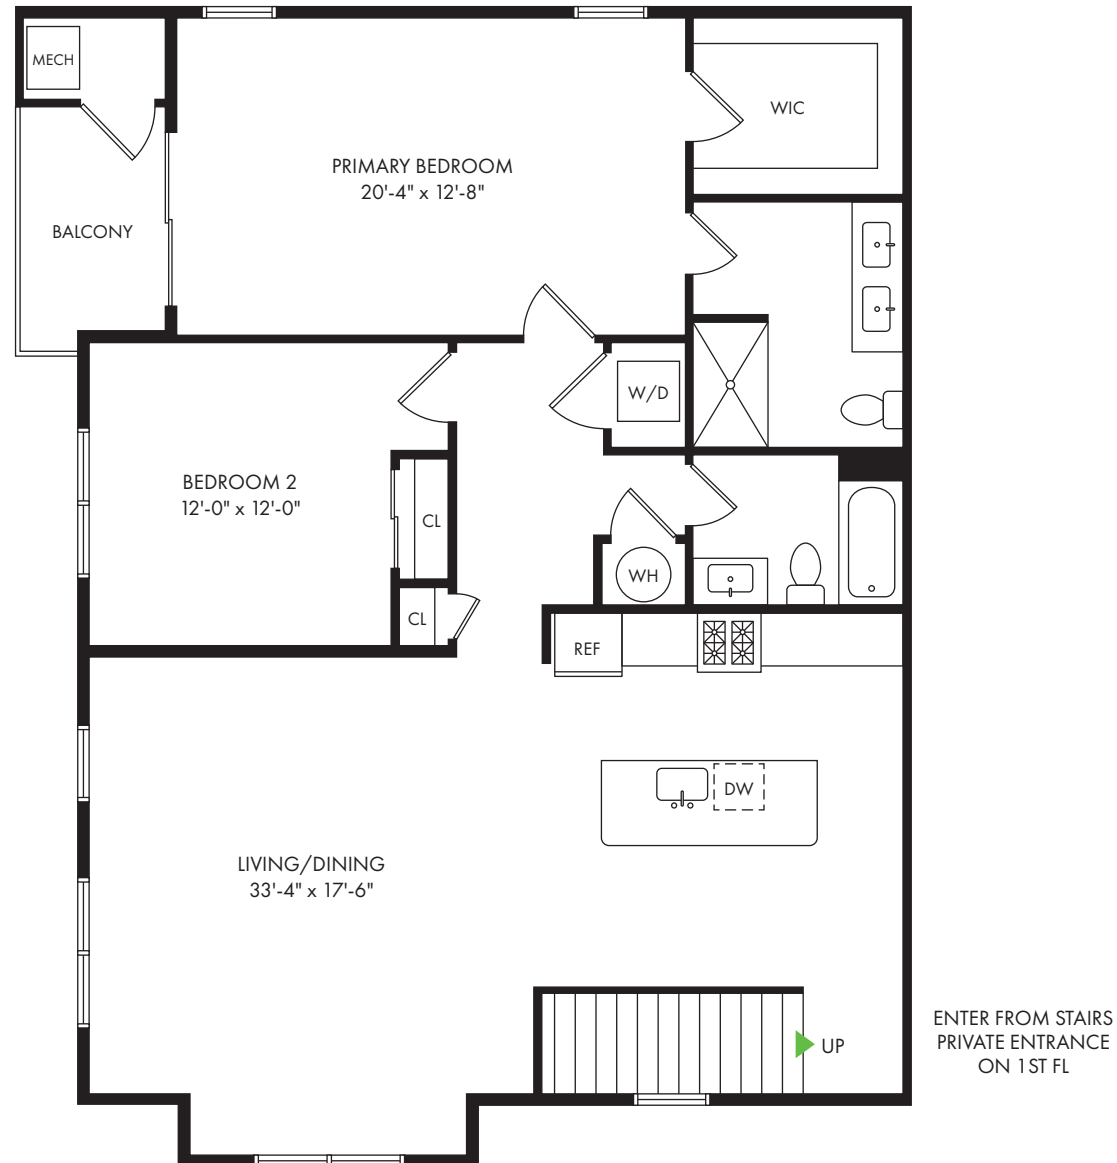 MECH
WIC
PRIMARY BEDROOM
20'-4" x 12'-8"
BALCONY
W/D
BEDROOM 2
12'-0" x 12'-0"
CL
WH
CL
REF
DW
LIVING/DINING
33'-4" x 17'-6"
UP
ENTER FROM STAIRS
PRIVATE ENTRANCE
ON 1ST FL